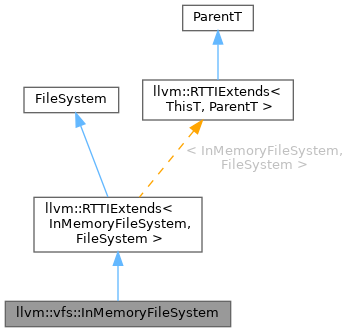 ParentT
FileSystem
llvm::RTTIExtends<
ThisT, ParentT >
< InMemoryFileSystem,
FileSystem >
llvm::RTTIExtends<
InMemoryFileSystem,
FileSystem >
llvm::vfs::InMemoryFileSystem